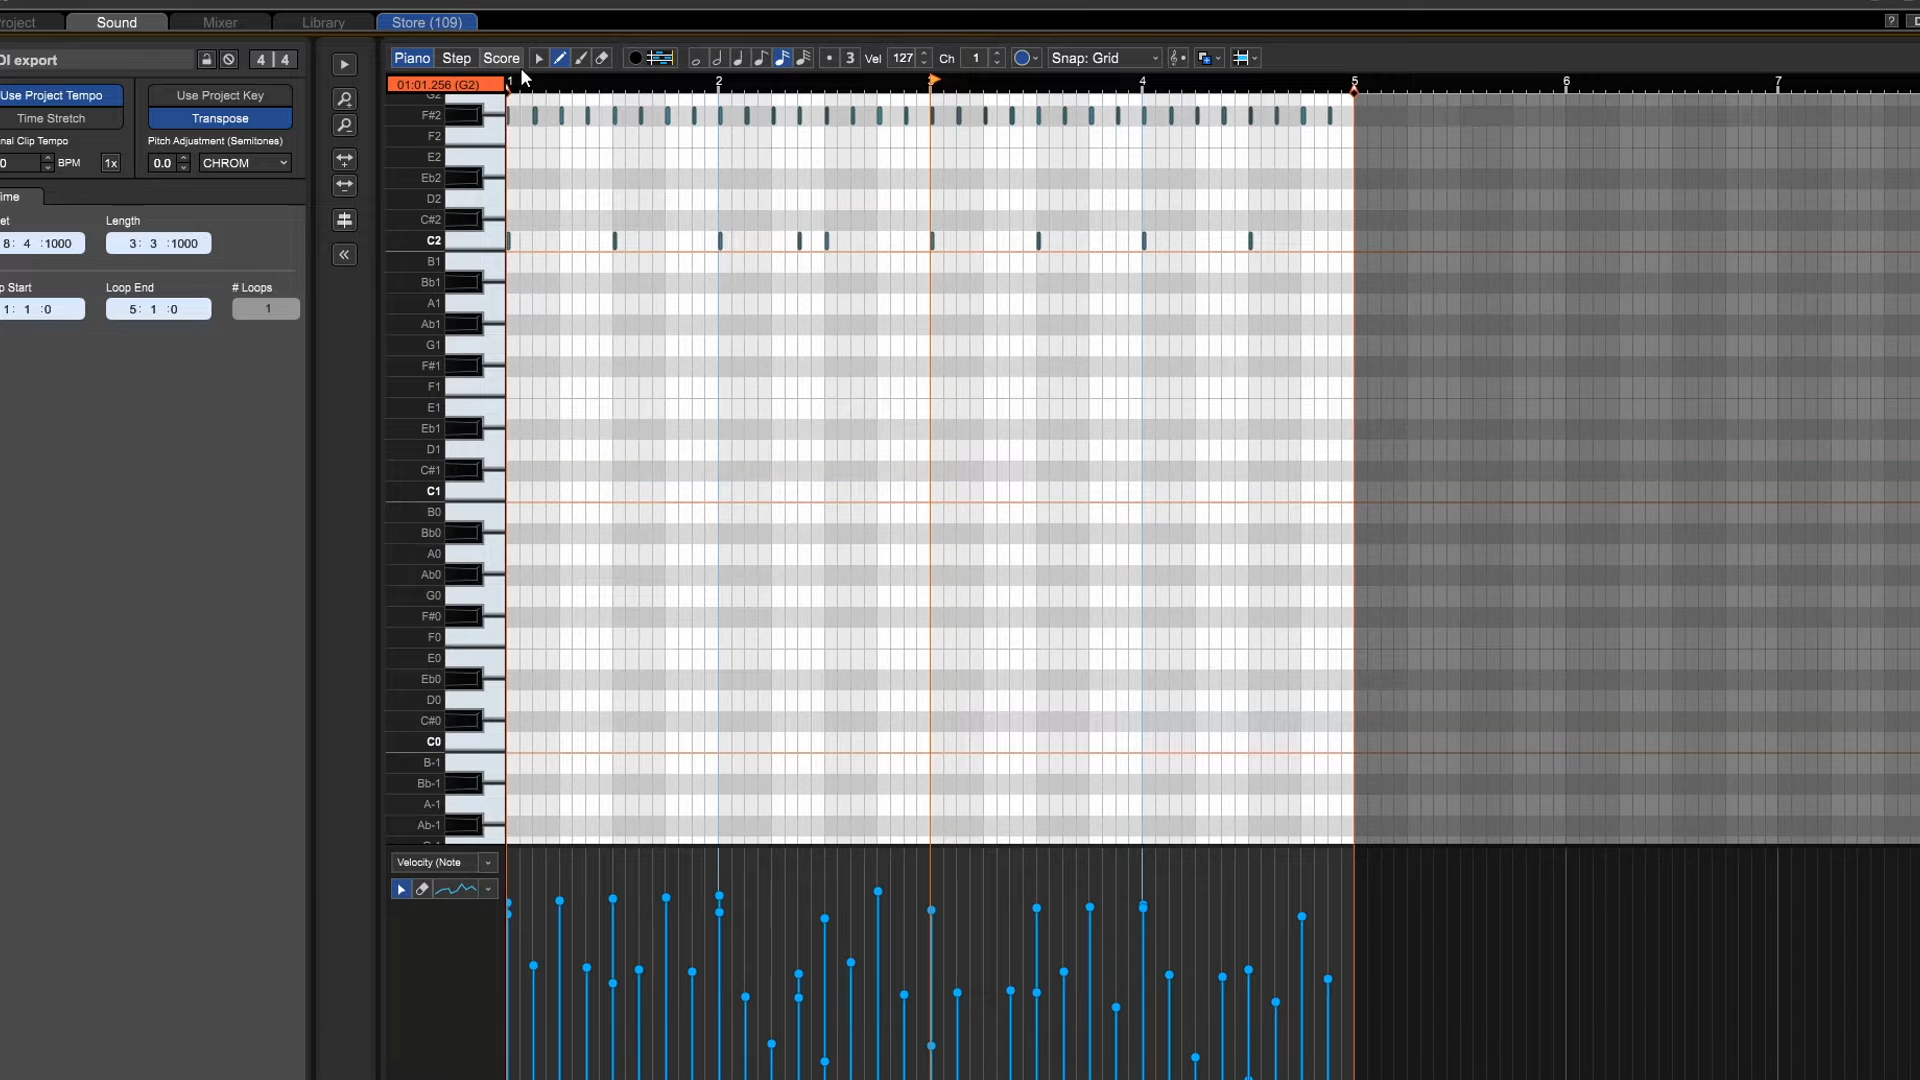 roject Sound Mixer Library Store (109)
DI export 4 4 Piano Step Score 3 Vel 127 Ch 1 Snap: Grid
01:01.256 (G2) 1 2 3 4 5 6 7
Use Project Tempo Use Project Key
Time Stretch Transpose
nal Clip Tempo Pitch Adjustment (Semitones)
0 BPM 1x 0.0 CHROM
ime
et Length
8: 4 :1000 3: 3 :1000
p Start Loop End # Loops
1: 1 :0 5: 1 :0 1
G2
F#2
F2
E2
Eb2
D2
C#2
C2
B1
Bb1
A1
Ab1
G1
F#1
F1
E1
Eb1
D1
C#1
C1
B0
Bb0
A0
Ab0
G0
F#0
F0
E0
Eb0
D0
C#0
C0
B-1
Bb-1
A-1
Ab-1
Velocity (Note